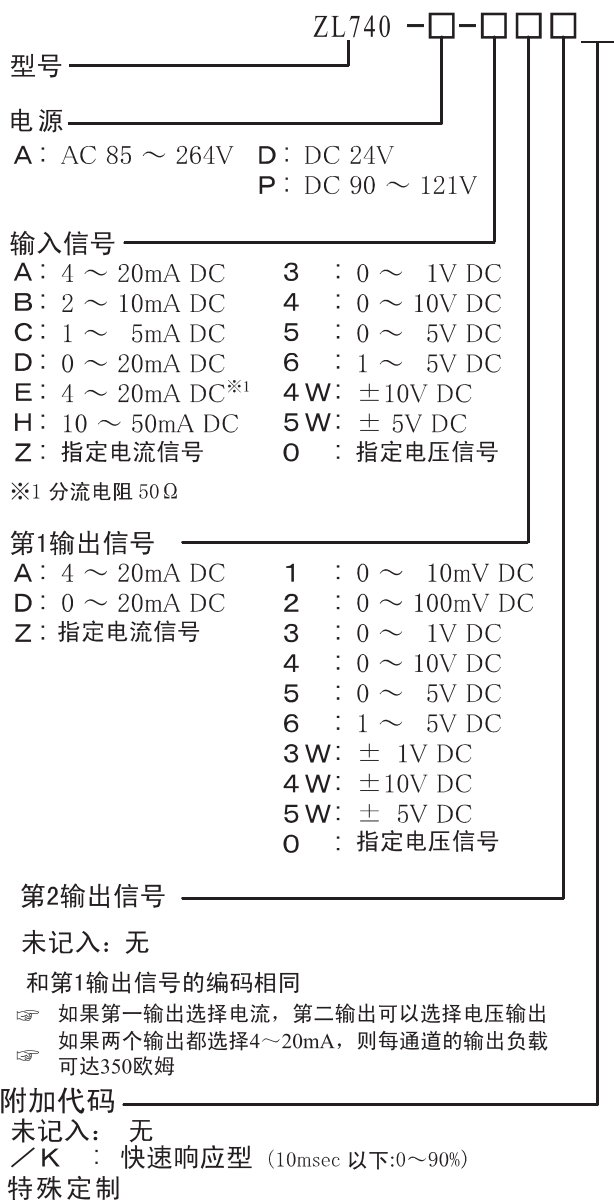 ZL740 -□-□□□
型号
电源
A: AC 85 ~ 264V D: DC 24V
P: DC 90 ~ 121V
输入信号
A: 4 ~ 20mA DC 3 : 0 ~ 1V DC
B: 2 ~ 10mA DC 4 : 0 ~ 10V DC
C: 1 ~ 5mA DC 5 : 0 ~ 5V DC
D: 0 ~ 20mA DC 6 : 1 ~ 5V DC
E: 4 ~ 20mA DC※1 4W: ±10V DC
H: 10 ~ 50mA DC 5W: ± 5V DC
Z: 指定电流信号 0 : 指定电压信号
※1 分流电阻 50Ω
第1输出信号
A: 4 ~ 20mA DC 1 : 0 ~ 10mV DC
D: 0 ~ 20mA DC 2 : 0 ~ 100mV DC
Z: 指定电流信号 3 : 0 ~ 1V DC
4 : 0 ~ 10V DC
5 : 0 ~ 5V DC
6 : 1 ~ 5V DC
3W: ± 1V DC
4W: ±10V DC
5W: ± 5V DC
0 : 指定电压信号
第2输出信号
未记入：无
和第1输出信号的编码相同
☞ 如果第一输出选择电流，第二输出可以选择电压输出
☞ 如果两个输出都选择4~20mA，则每通道的输出负载
可达350欧姆
附加代码
未记入： 无
／K : 快速响应型 (10msec 以下:0~90%)
特殊定制